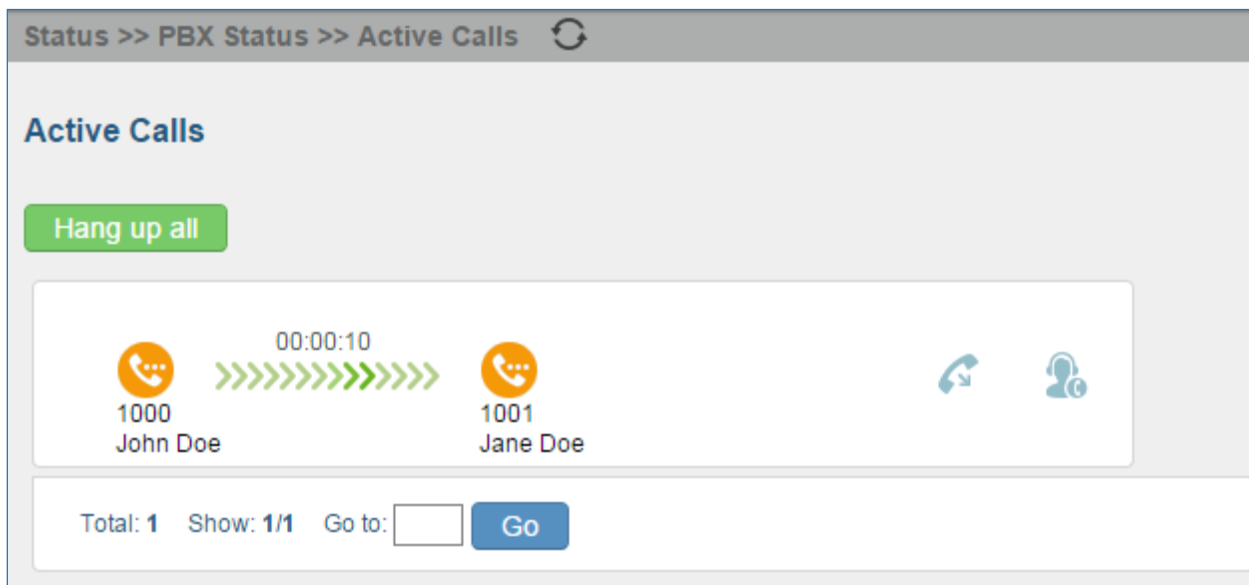 Status >> PBX Status >> Active Calls
Active Calls
Hang up all
00:00:10
1000 1001
John Doe Jane Doe
Total: 1 Show: 1/1 Go to: Go